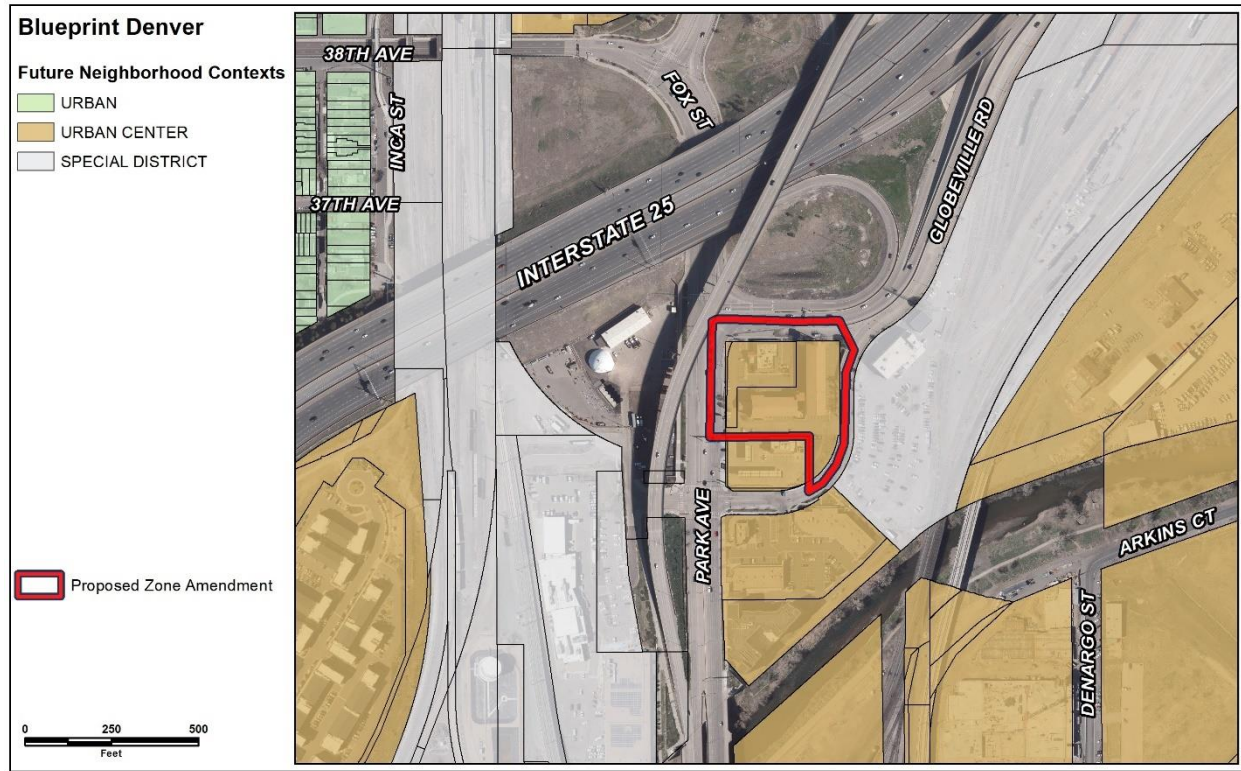 Blueprint Denver
Future Neighborhood Contexts
URBAN
URBAN CENTER
SPECIAL DISTRICT
Proposed Zone Amendment
0 250 500
Feet
38TH AVE
INCA ST
FOX ST
37TH AVE
INTERSTATE 25
GLOBEVILLE RD
PARK AVE
ARKINS CT
DENARGO ST